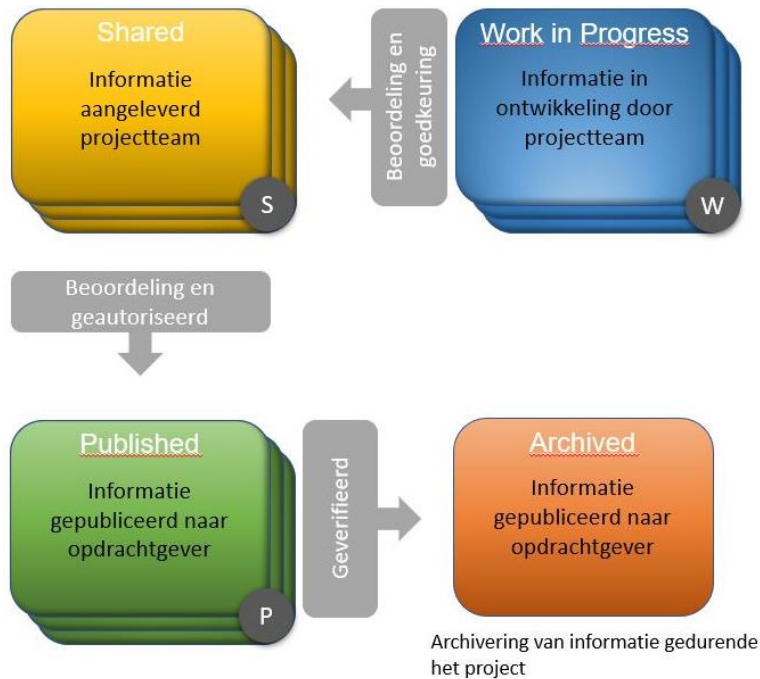 Shared
Informatie
aangeleverd
projectteam
S
Beoordeling en
goedkeuring
Work in Progress
Informatie in
ontwikkeling door
projectteam
W
Beoordeling en
geautoriseerd
Published
Informatie
gepubliceerd naar
opdrachtgever
P
Geverifieerd
Archived
Informatie
gepubliceerd naar
opdrachtgever
Archivering van informatie gedurende
het project